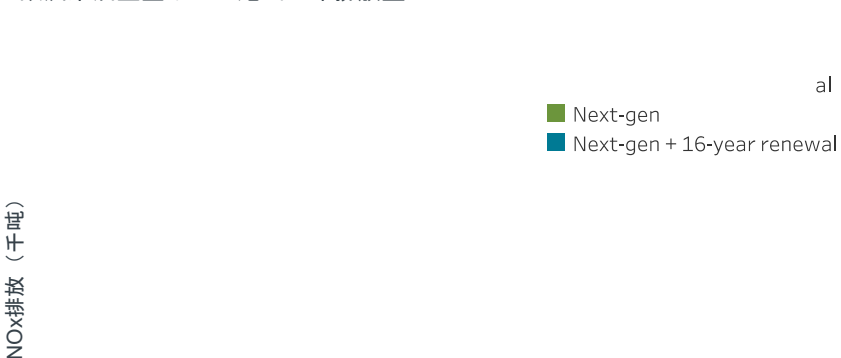 al
Next-gen
Next-gen + 16-year renewal
NOx排放（千吨）